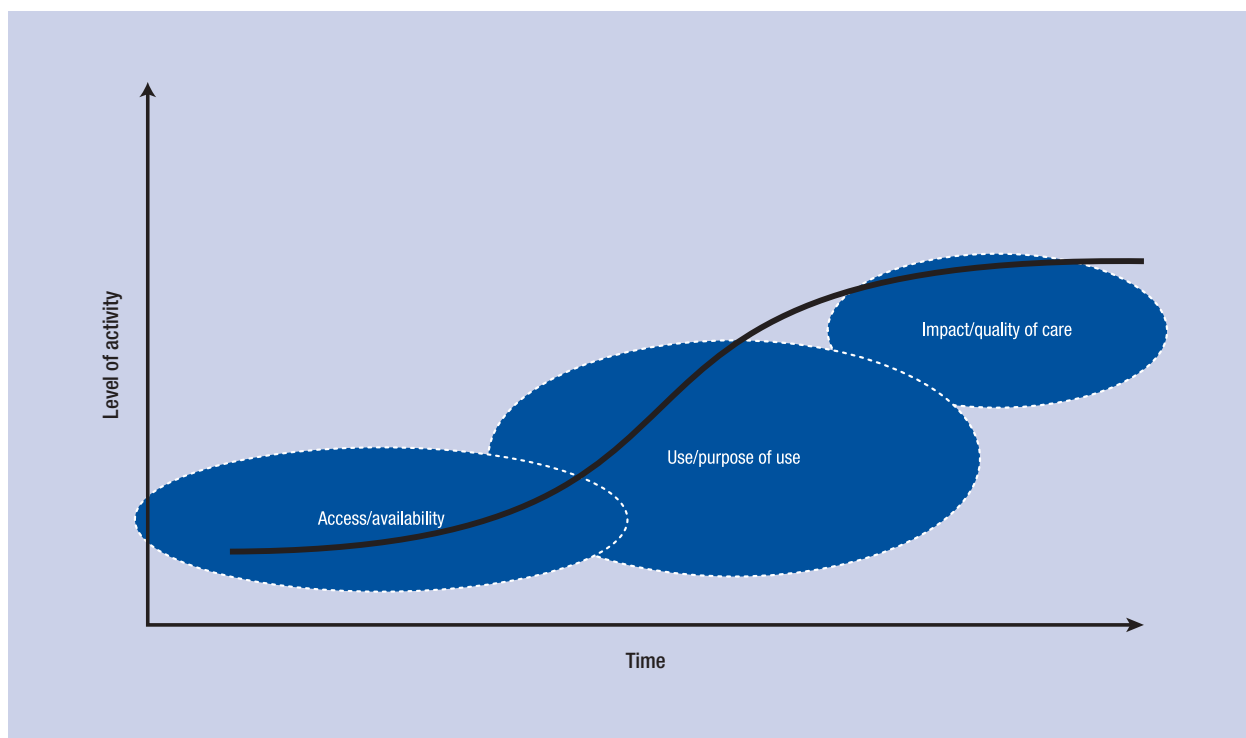 Level of activity
Impact/quality of care
Use/purpose of use
Access/availability
Time